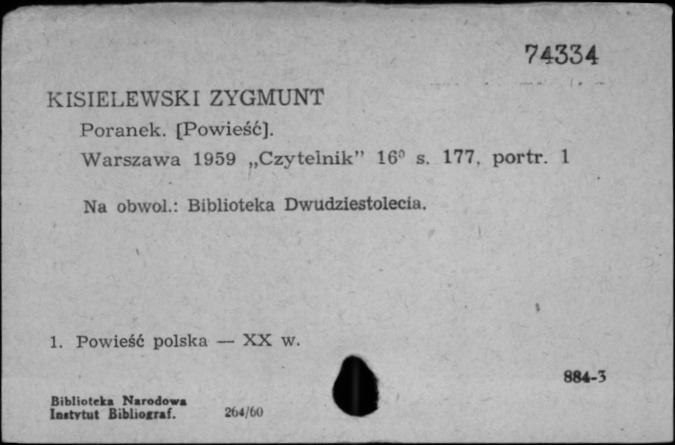 74334
KISIELEWSKI ZYGMUNT
Poranek. [Powieść].
Warszawa 1959 „Czytelnik” 16⁰ s. 177, portr. 1
Na obwol.: Biblioteka Dwudziestolecia.
1. Powieść polska — XX w.
884-3
Biblioteka Narodowa
Instytut Bibliograf. 264/60